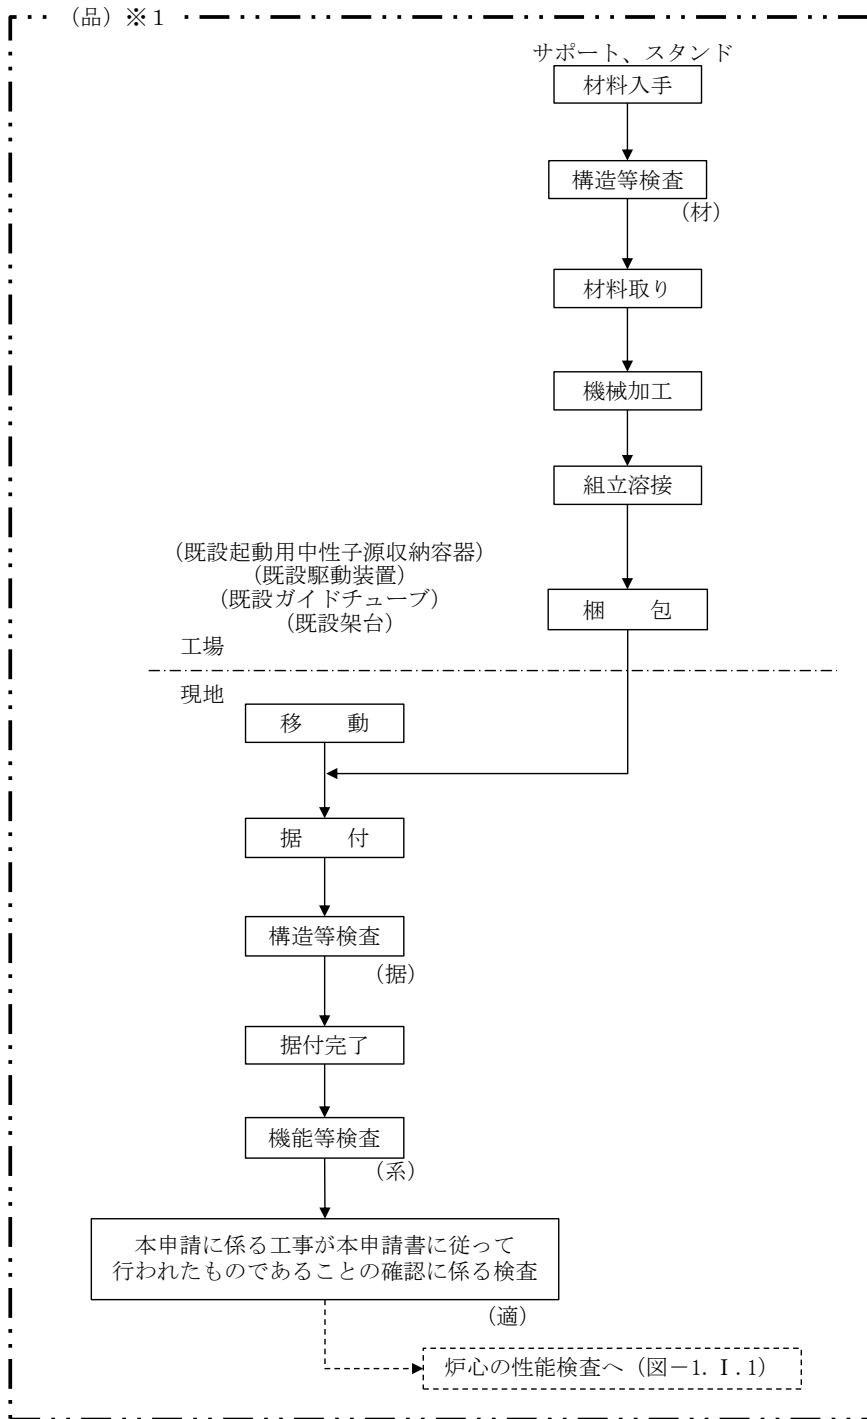 (品)※1
サポート、スタンド
材料入手
構造等検査
(材)
材料取り
機械加工
組立溶接
(既設起動用中性子源収納容器)
(既設駆動装置)
(既設ガイドチューブ)
(既設架台)
梱　　包
工場
現地
移　　動
据　　付
構造等検査
(据)
据付完了
機能等検査
(系)
本申請に係る工事が本申請書に従って
行われたものであることの確認に係る検査
(適)
炉心の性能検査へ（図－1.Ⅰ.1）